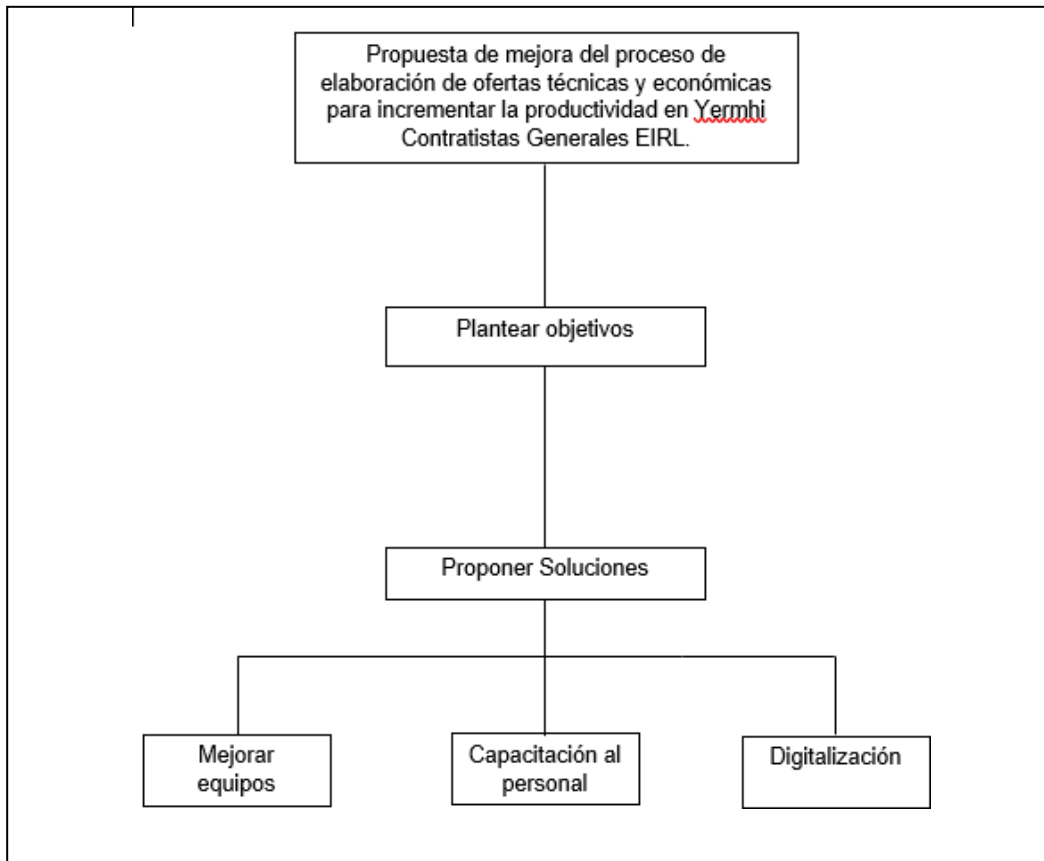 Propuesta de mejora del proceso de
elaboración de ofertas técnicas y económicas
para incrementar la productividad en Yermhi
Contratistas Generales EIRL.
Plantear objetivos
Proponer Soluciones
Mejorar
equipos
Capacitación al
personal
Digitalización